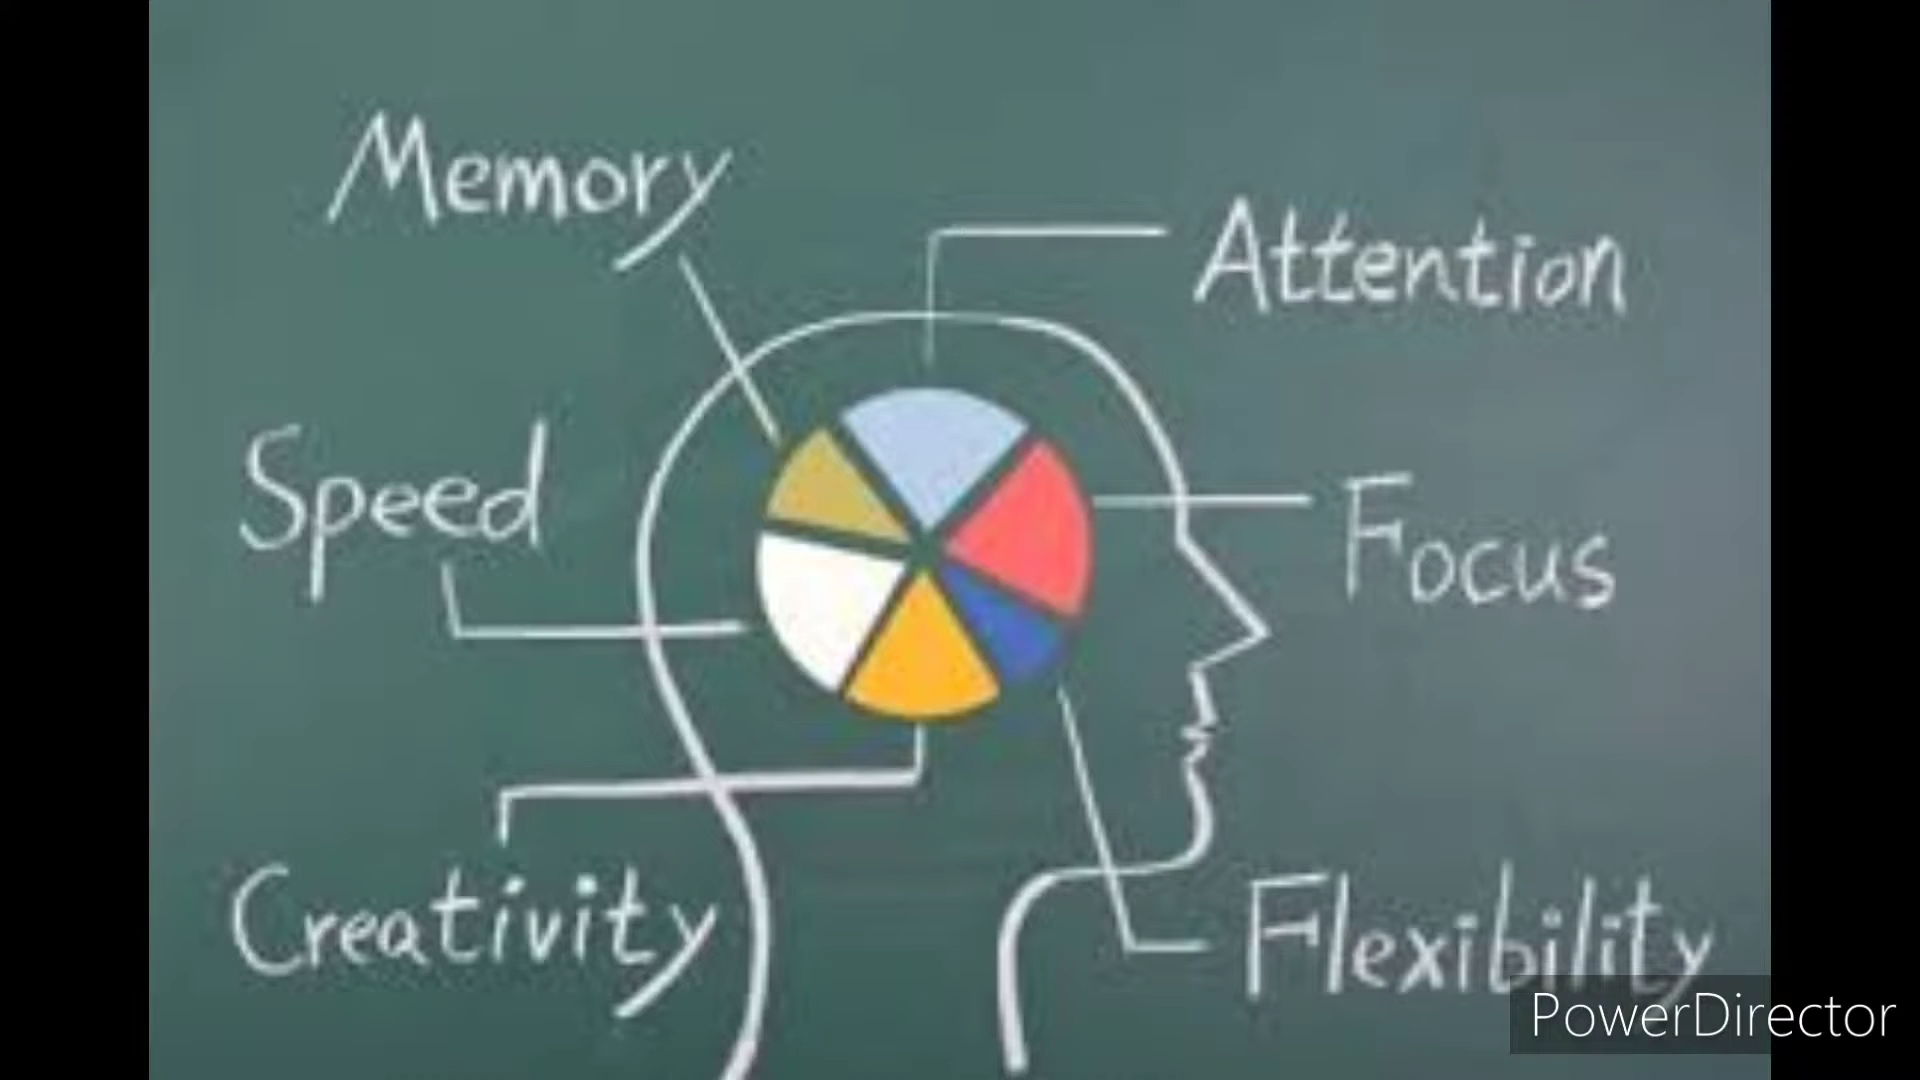 Memory
Attention
Speed
Focus
Creativity
Flexibility
PowerDirector